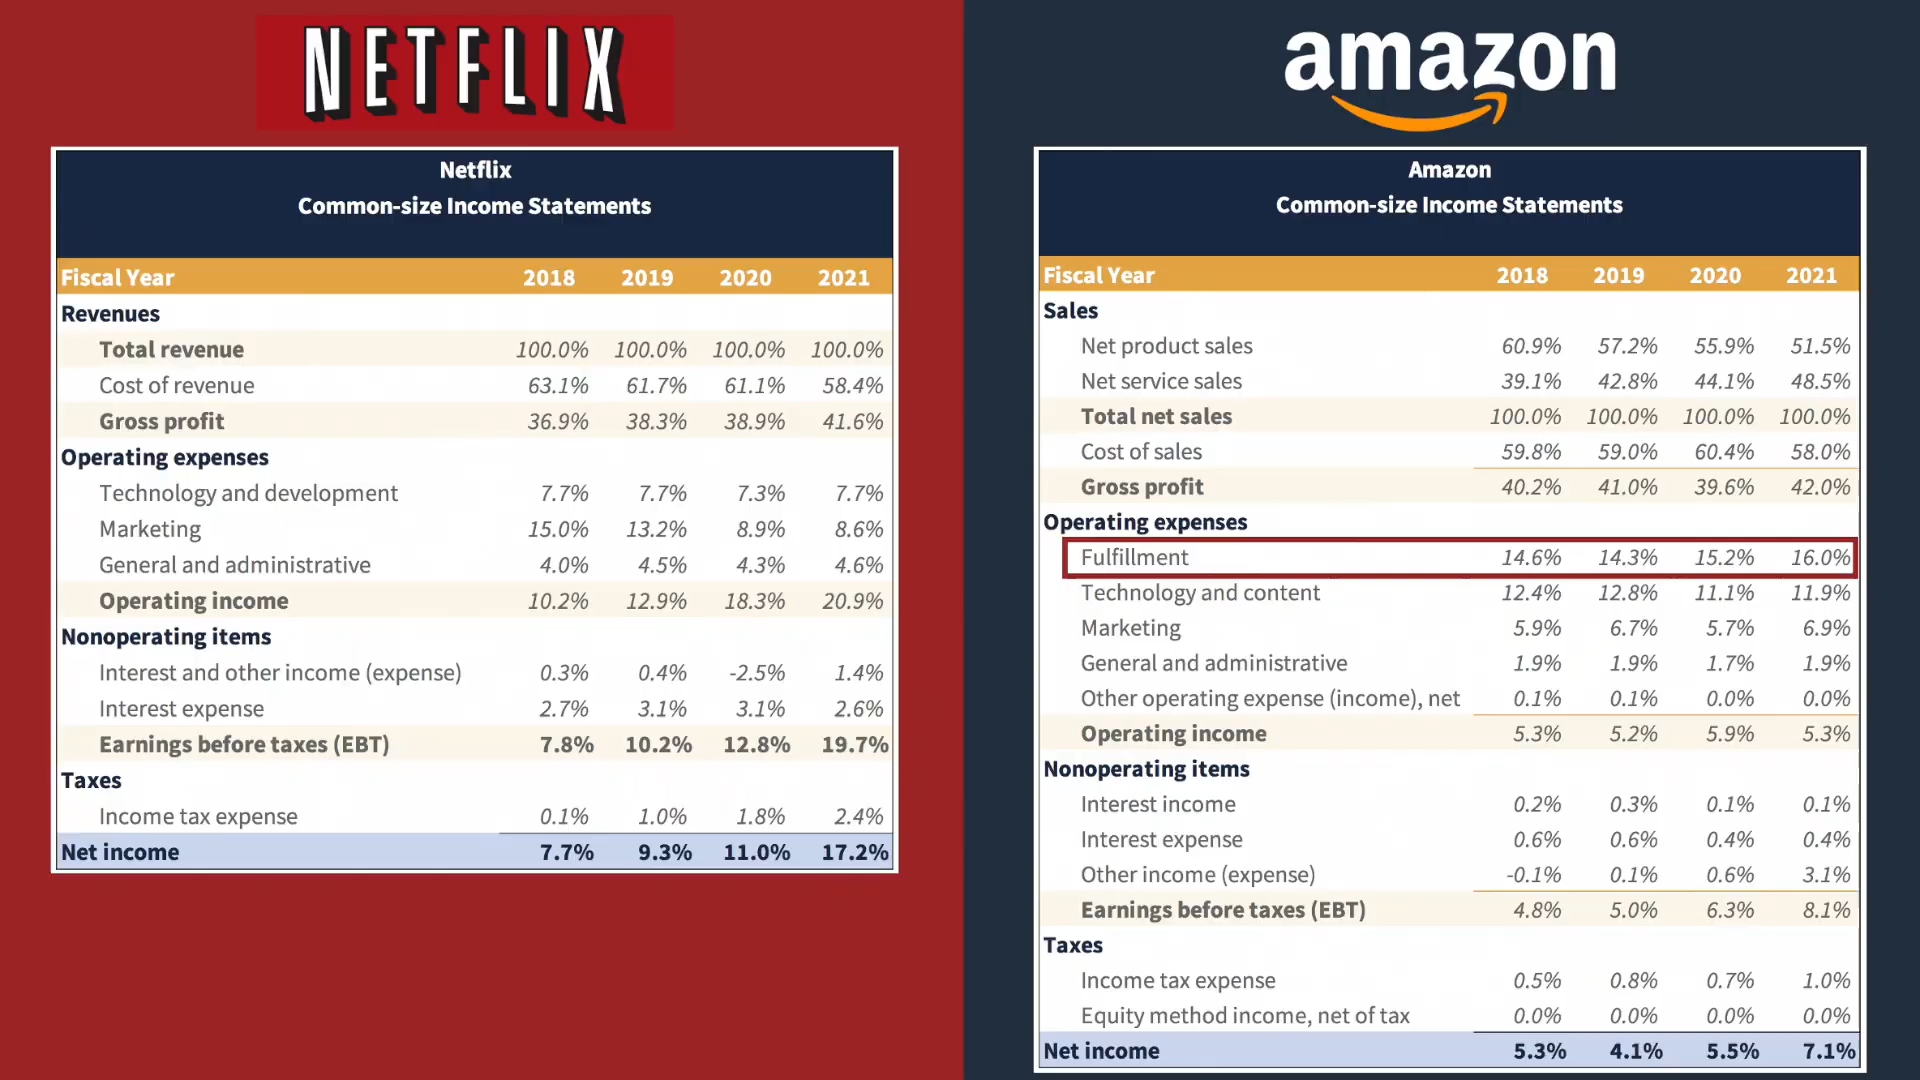 NETFLIX
Netflix
Common-size Income Statements
Fiscal Year 2018 2019 2020 2021
Revenues
Total revenue 100.0% 100.0% 100.0% 100.0%
Cost of revenue 63.1% 61.7% 61.1% 58.4%
Gross profit 36.9% 38.3% 38.9% 41.6%
Operating expenses
Technology and development 7.7% 7.7% 7.3% 7.7%
Marketing 15.0% 13.2% 8.9% 8.6%
General and administrative 4.0% 4.5% 4.3% 4.6%
Operating income 10.2% 12.9% 18.3% 20.9%
Nonoperating items
Interest and other income (expense) 0.3% 0.4% -2.5% 1.4%
Interest expense 2.7% 3.1% 3.1% 2.6%
Earnings before taxes (EBT) 7.8% 10.2% 12.8% 19.7%
Taxes
Income tax expense 0.1% 1.0% 1.8% 2.4%
Net income 7.7% 9.3% 11.0% 17.2%
amazon
Amazon
Common-size Income Statements
Fiscal Year 2018 2019 2020 2021
Sales
Net product sales 60.9% 57.2% 55.9% 51.5%
Net service sales 39.1% 42.8% 44.1% 48.5%
Total net sales 100.0% 100.0% 100.0% 100.0%
Cost of sales 59.8% 59.0% 60.4% 58.0%
Gross profit 40.2% 41.0% 39.6% 42.0%
Operating expenses
Fulfillment 14.6% 14.3% 15.2% 16.0%
Technology and content 12.4% 12.8% 11.1% 11.9%
Marketing 5.9% 6.7% 5.7% 6.9%
General and administrative 1.9% 1.9% 1.7% 1.9%
Other operating expense (income), net 0.1% 0.1% 0.0% 0.0%
Operating income 5.3% 5.2% 5.9% 5.3%
Nonoperating items
Interest income 0.2% 0.3% 0.1% 0.1%
Interest expense 0.6% 0.6% 0.4% 0.4%
Other income (expense) -0.1% 0.1% 0.6% 3.1%
Earnings before taxes (EBT) 4.8% 5.0% 6.3% 8.1%
Taxes
Income tax expense 0.5% 0.8% 0.7% 1.0%
Equity method income, net of tax 0.0% 0.0% 0.0% 0.0%
Net income 5.3% 4.1% 5.5% 7.1%